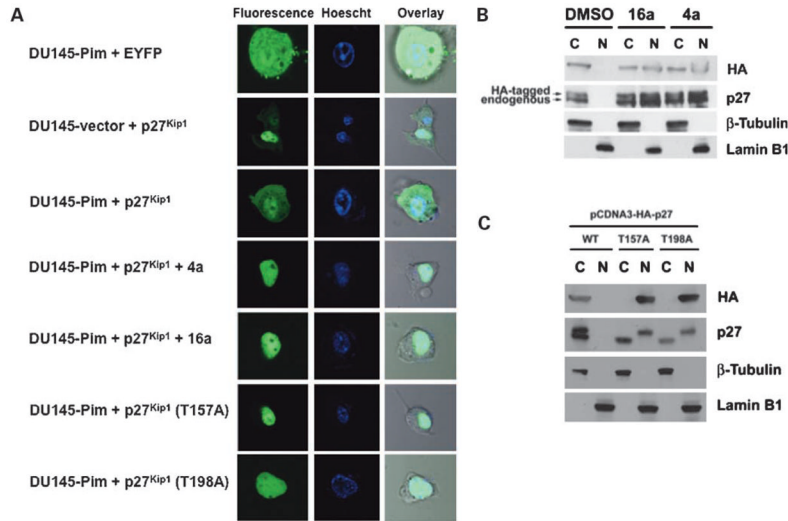 A
Fluorescence Hoescht Overlay
DU145-Pim + EYFP
DU145-vector + p27Kip1
DU145-Pim + p27Kip1
DU145-Pim + p27Kip1 + 4a
DU145-Pim + p27Kip1 + 16a
DU145-Pim + p27Kip1 (T157A)
DU145-Pim + p27Kip1 (T198A)
B
DMSO 16a 4a
C N C N C N
HA
HA-tagged
endogenous
p27
β-Tubulin
Lamin B1
C
pCDNA3-HA-p27
WT T157A T198A
C N C N C N
HA
p27
β-Tubulin
Lamin B1